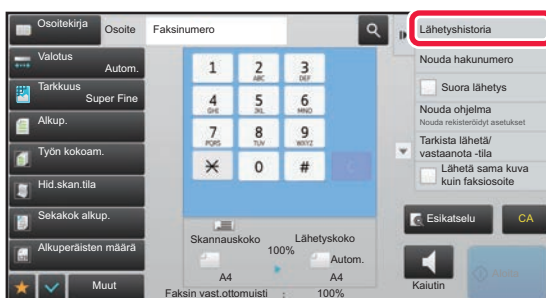 Osoitekirja
Osoite
Faksinumero
Lähetyshistoria
Valotus
Autom.
Tarkkuus
Super Fine
Alkup.
Työn kokoam.
Hid.skan.tila
Sekakok alkup.
Alkuperäisten määrä
Muut
1
2
ABC
3
DEF
4
GHI
5
JKL
6
MNO
7
PQRS
8
TUV
9
WXYZ
0
#
C
Skannauskoko
100%
Lähetyskoko
Autom.
A4
A4
Faksin vast.ottomuisti : 100%
Nouda hakunumero
Suora lähetys
Nouda ohjelma
Nouda rekisteröidyt asetukset
Tarkista lähetä/
vastaanota -tila
Lähetä sama kuva
kuin faksiosoite
Esikatselu
CA
Kaiutin
Aloita